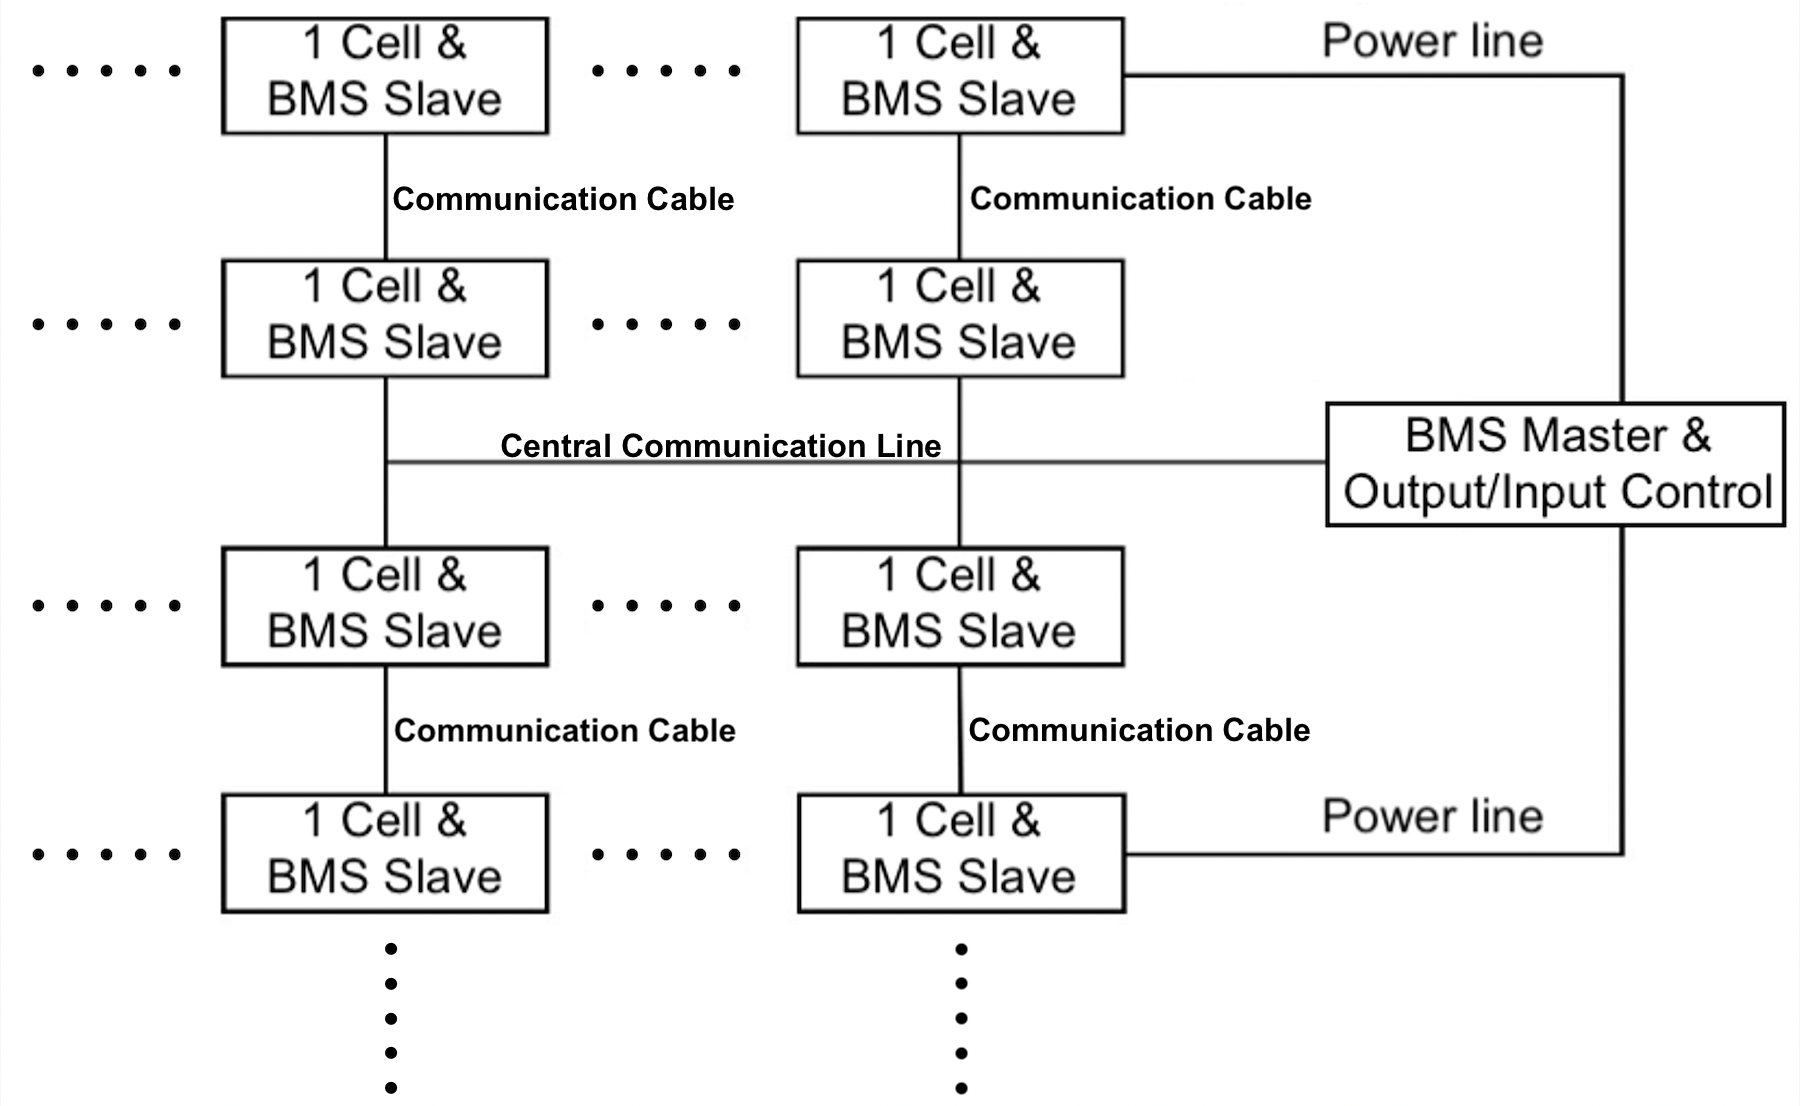 1 Cell &
BMS Slave
1 Cell &
BMS Slave
Power line
Communication Cable
Communication Cable
1 Cell &
BMS Slave
1 Cell &
BMS Slave
Central Communication Line
BMS Master &
Output/Input Control
1 Cell &
BMS Slave
1 Cell &
BMS Slave
Communication Cable
Communication Cable
1 Cell &
BMS Slave
1 Cell &
BMS Slave
Power line